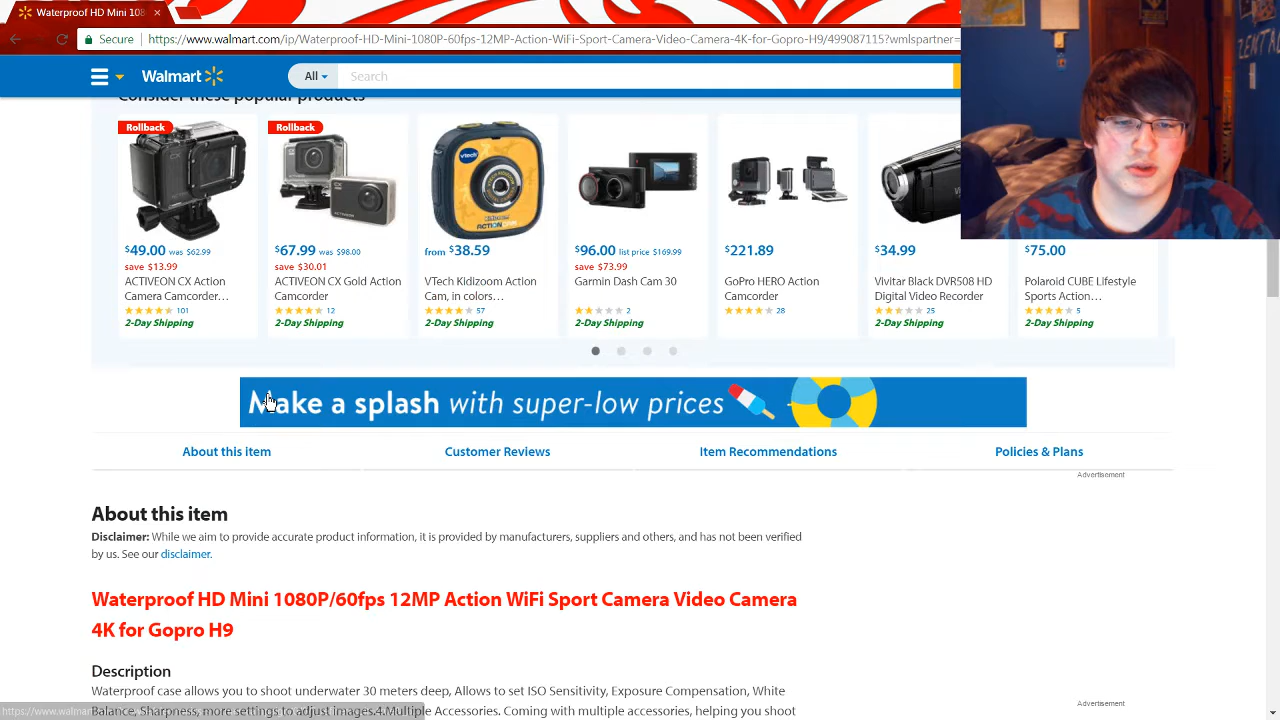 Waterproof HD Mini 108
Secure https://www.walmart.com/ip/Waterproof-HD-Mini-1080P-60fps-12MP-Action-WiFi-Sport-Camera-Video-Camera-4K-for-Gopro-H9/499087115?wmlspartner=
Walmart All Search
Consider these popular products
Rollback Rollback
vtech
$49.00 was $62.99
save $13.99
ACTIVEON CX Action
Camera Camcorder…
101
2-Day Shipping
$67.99 was $98.00
save $30.01
ACTIVEON CX Gold Action
Camcorder
12
2-Day Shipping
from $38.59
VTech Kidizoom Action
Cam, in colors…
57
2-Day Shipping
$96.00 list price $169.99
save $73.99
Garmin Dash Cam 30
2
2-Day Shipping
$221.89
GoPro HERO Action
Camcorder
28
$34.99
Vivitar Black DVR508 HD
Digital Video Recorder
25
2-Day Shipping
$75.00
Polaroid CUBE Lifestyle
Sports Action…
5
2-Day Shipping
Make a splash with super-low prices
About this item Customer Reviews Item Recommendations Policies & Plans
Advertisement
About this item
Disclaimer: While we aim to provide accurate product information, it is provided by manufacturers, suppliers and others, and has not been verified
by us. See our disclaimer.
Waterproof HD Mini 1080P/60fps 12MP Action WiFi Sport Camera Video Camera
4K for Gopro H9
Description
Waterproof case allows you to shoot underwater 30 meters deep, Allows to set ISO Sensitivity, Exposure Compensation, White
Advertisement
Balance, Sharpness, more settings to adjust images.4.Multiple Accessories. Coming with multiple accessories, helping you shoot